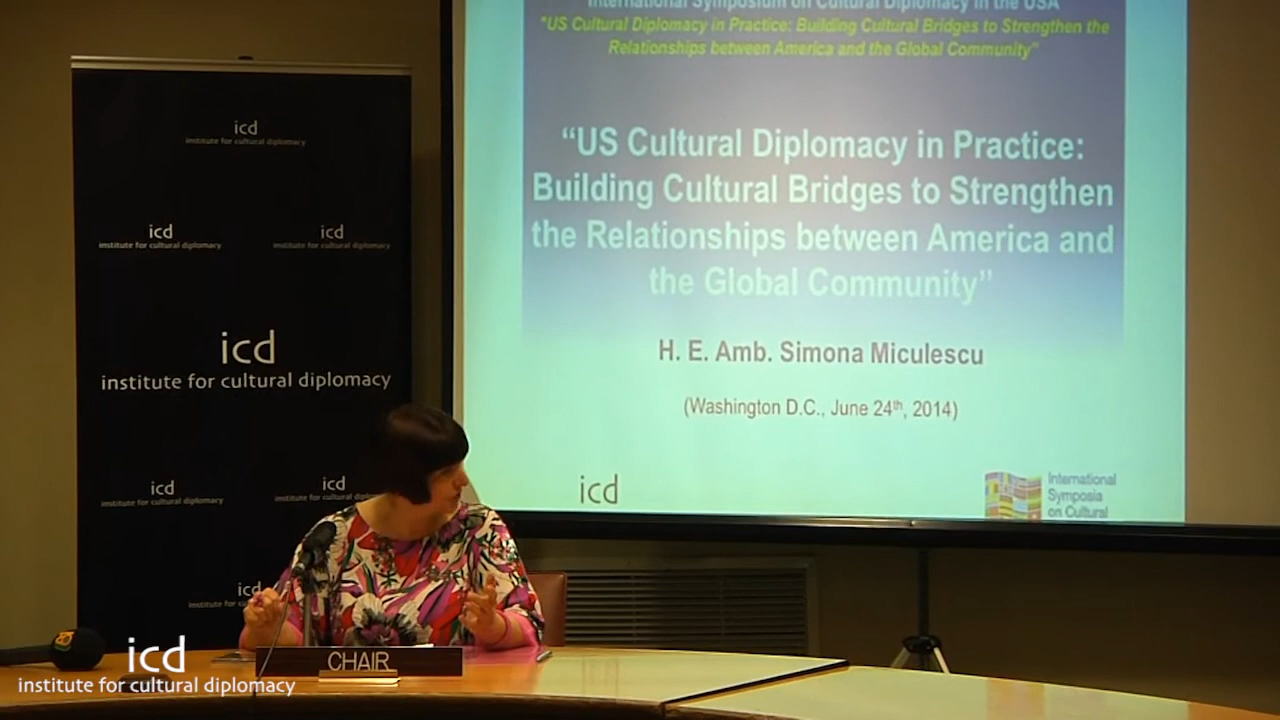 International Symposium on Cultural Diplomacy in the USA
"US Cultural Diplomacy in Practice: Building Cultural Bridges to Strengthen the
Relationships between America and the Global Community"
“US Cultural Diplomacy in Practice:
Building Cultural Bridges to Strengthen
the Relationships between America and
the Global Community”
H. E. Amb. Simona Miculescu
(Washington D.C., June 24th, 2014)
icd
International
Symposia
on Cultural
icd
institute for cultural diplomacy
icd
institute for cultural diplomacy
icd
institute for cultural diplomacy
icd
institute for cultural diplomacy
icd
institute for cultural diplomacy
icd
institute for cultural diplo
icd
institute for c
CHAIR
icd
institute for cultural diplomacy